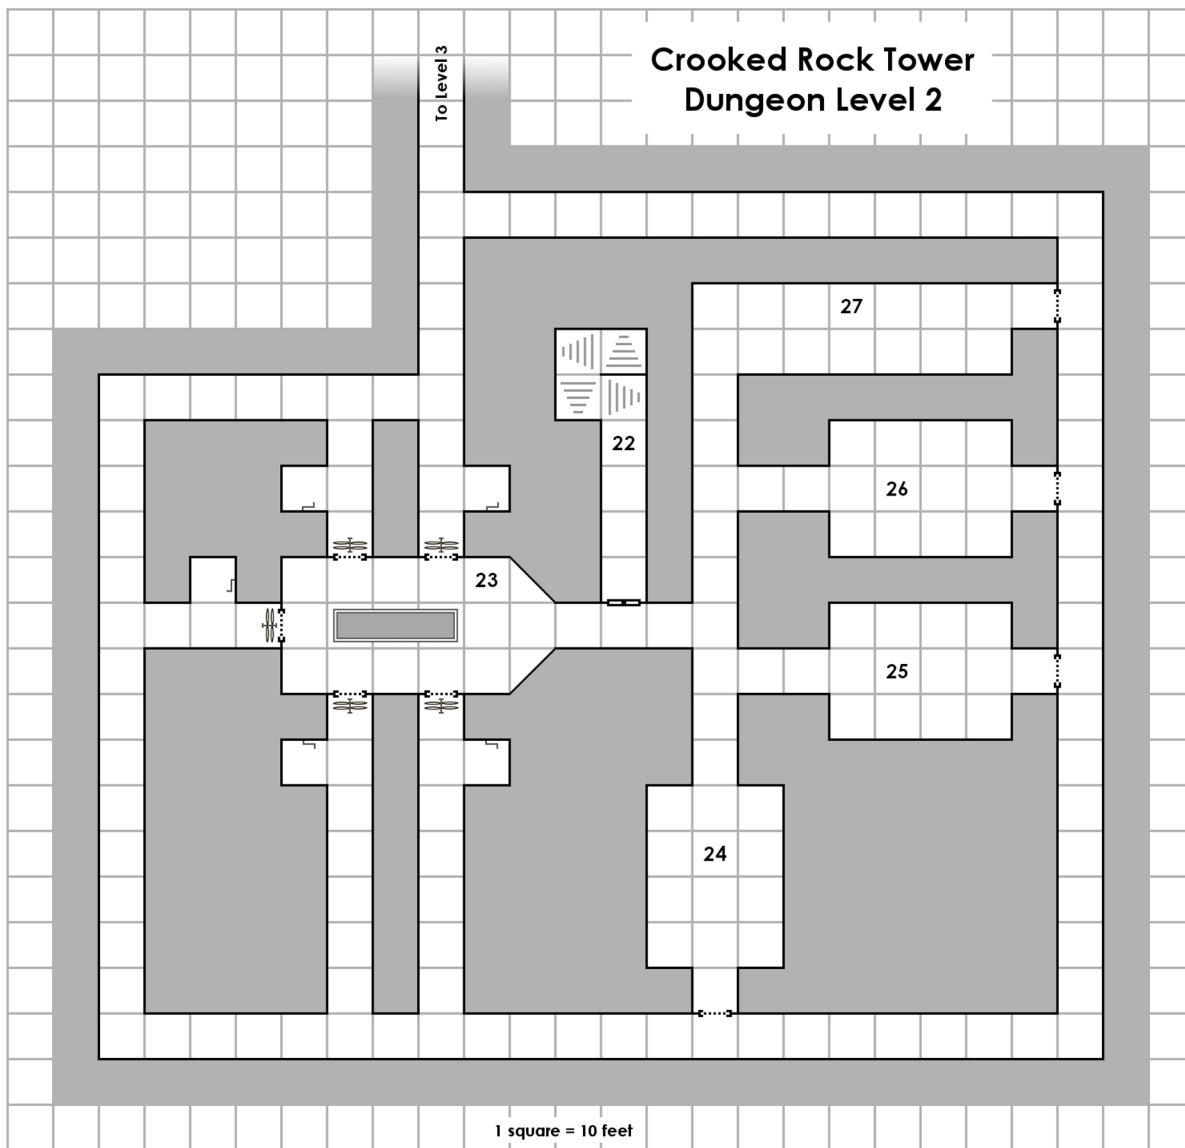 To Level 3
Crooked Rock Tower
Dungeon Level 2
27
22
26
23
25
24
1 square = 10 feet